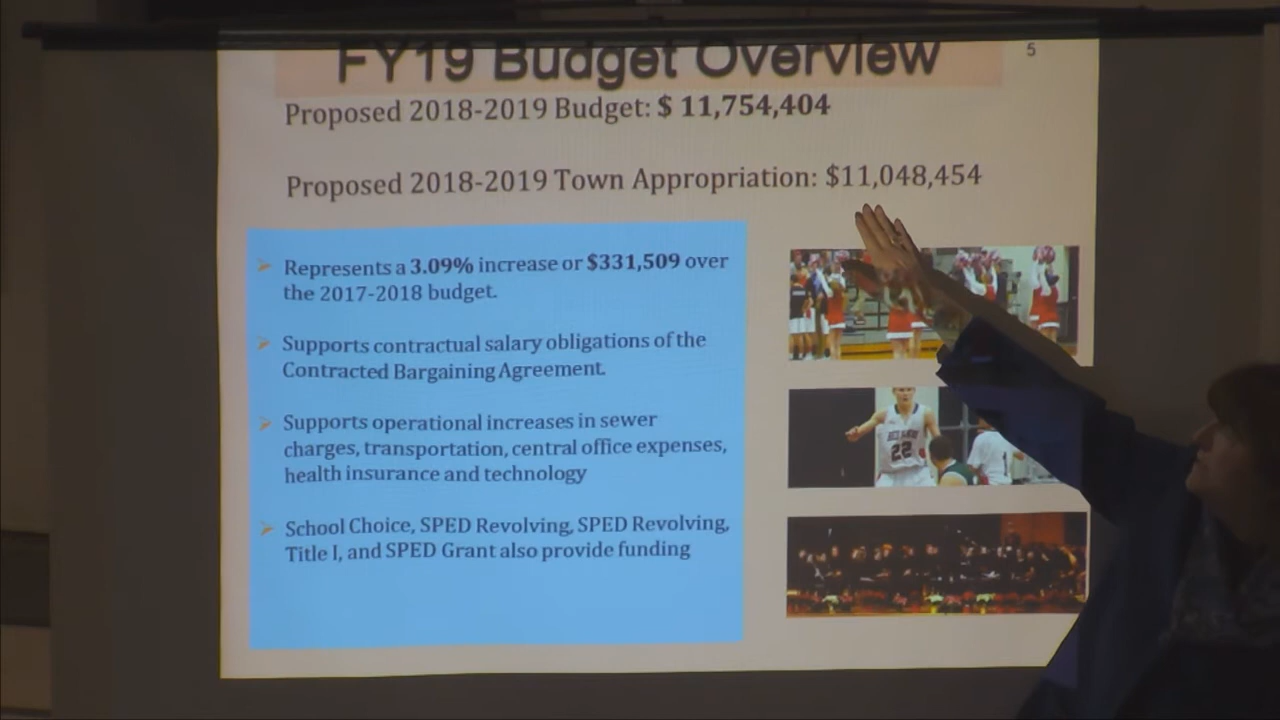 FY19 Budget Overview
5
Proposed 2018-2019 Budget: $ 11,754,404
Proposed 2018-2019 Town Appropriation: $11,048,454
Represents a 3.09% increase or $331,509 over
the 2017-2018 budget.
Supports contractual salary obligations of the
Contracted Bargaining Agreement.
Supports operational increases in sewer
charges, transportation, central office expenses,
health insurance and technology
School Choice, SPED Revolving, SPED Revolving,
Title I, and SPED Grant also provide funding
22
1